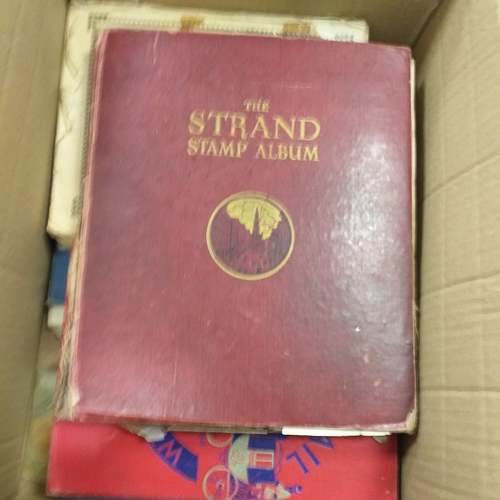 THE
STRAND
STAMP ALBUM